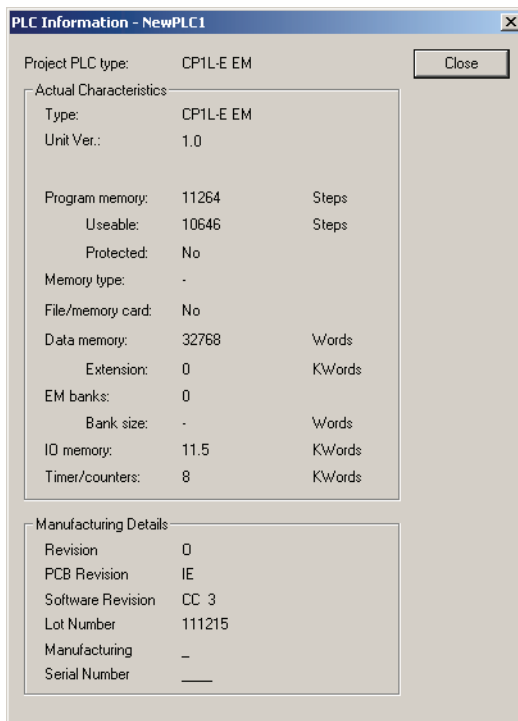 PLC Information - NewPLC1
Project PLC type: CP1L-E EM Close
Actual Characteristics
Type: CP1L-E EM
Unit Ver.: 1.0
Program memory: 11264 Steps
Useable: 10646 Steps
Protected: No
Memory type: -
File/memory card: No
Data memory: 32768 Words
Extension: 0 KWords
EM banks: 0
Bank size: - Words
IO memory: 11.5 KWords
Timer/counters: 8 KWords
Manufacturing Details
Revision O
PCB Revision IE
Software Revision CC 3
Lot Number 111215
Manufacturing _
Serial Number ____